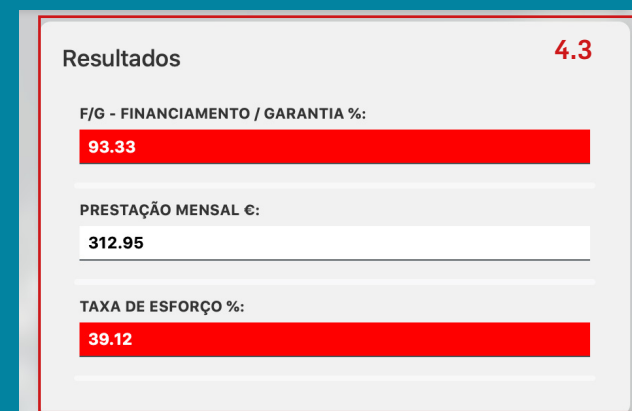 Resultados
4.3
F/G - FINANCIAMENTO / GARANTIA %:
93.33
PRESTAÇÃO MENSAL €:
312.95
TAXA DE ESFORÇO %:
39.12